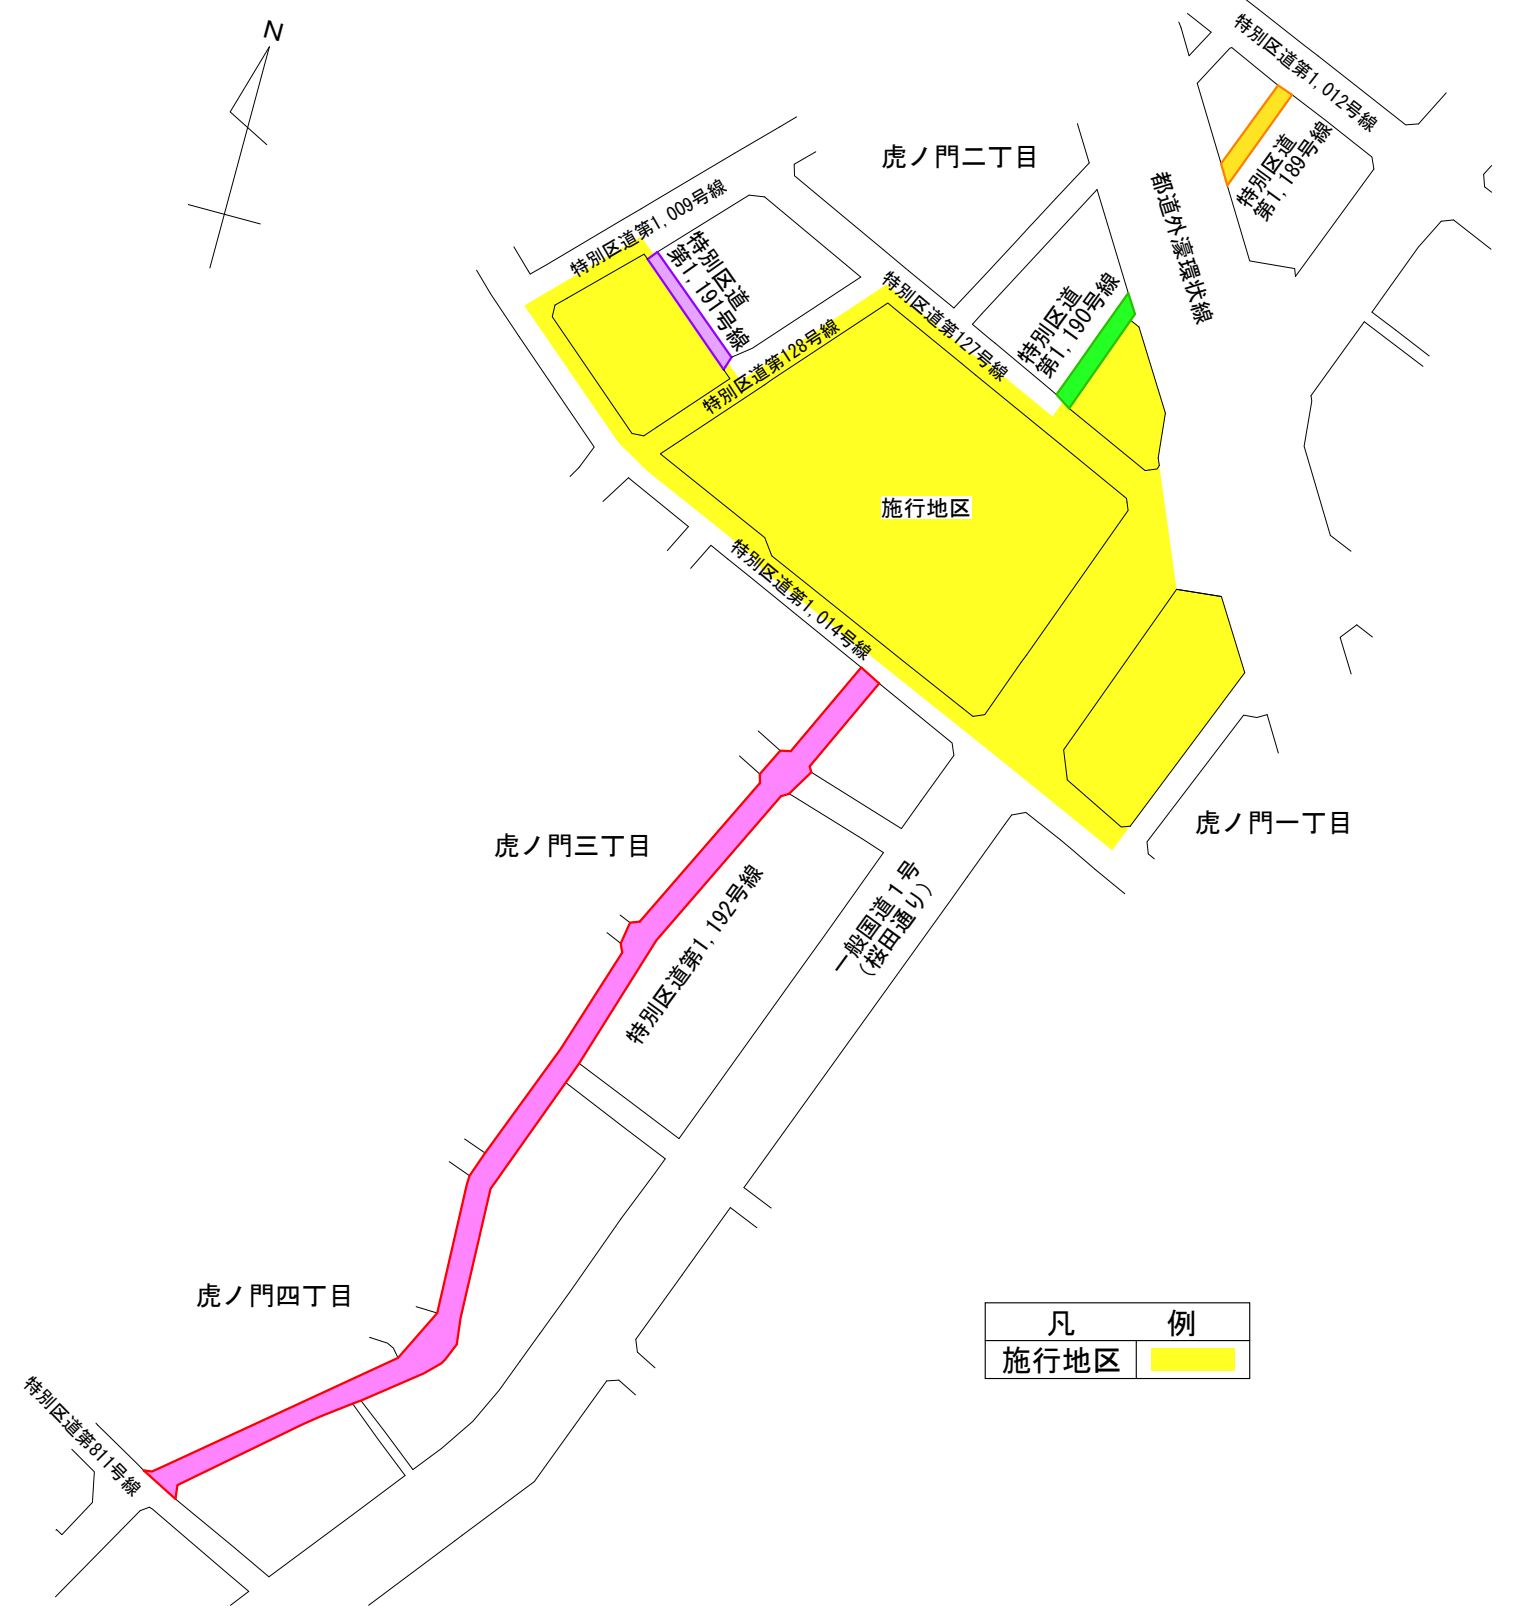 N
特別区道第1,012号線
特別区道
第1,189号線
虎ノ門二丁目
都道外濠環状線
特別区道第1,009号線
特別区道
第1,191号線
特別区道第127号線
特別区道
第1,190号線
特別区道第128号線
施行地区
特別区道第1,014号線
虎ノ門一丁目
虎ノ門三丁目
特別区道第1,192号線
一般国道1号
(桜田通り)
虎ノ門四丁目
特別区道第811号線
凡 例
施行地区